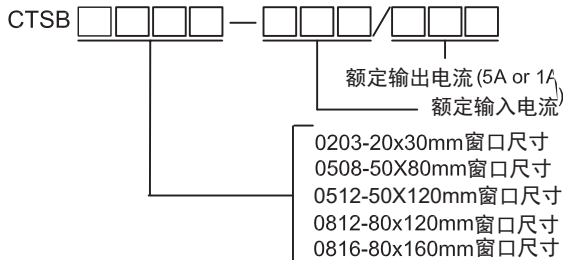 CTSB □□□□ — □□□/□□□
额定输出电流(5A or 1A)
额定输入电流
0203-20x30mm窗口尺寸
0508-50X80mm窗口尺寸
0512-50X120mm窗口尺寸
0812-80x120mm窗口尺寸
0816-80x160mm窗口尺寸